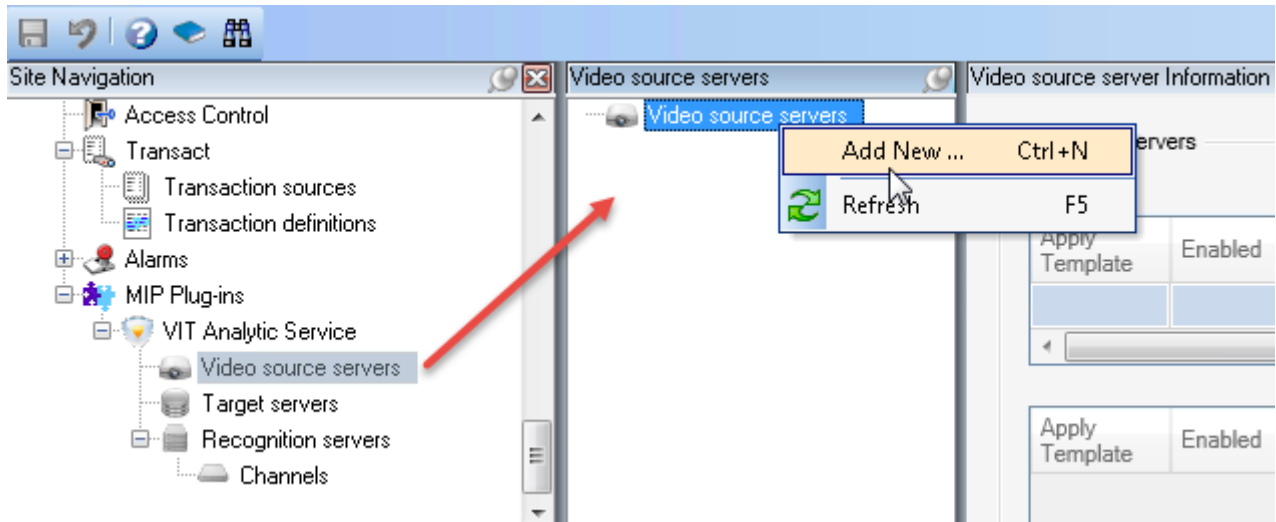 Site Navigation
Access Control
Transact
Transaction sources
Transaction definitions
Alarms
MIP Plug-ins
VIT Analytic Service
Video source servers
Target servers
Recognition servers
Channels
Video source servers
Video source servers
Add New ... Ctrl+N
Refresh F5
Video source server Information
ervers
Apply Template
Enabled
Apply Template
Enabled